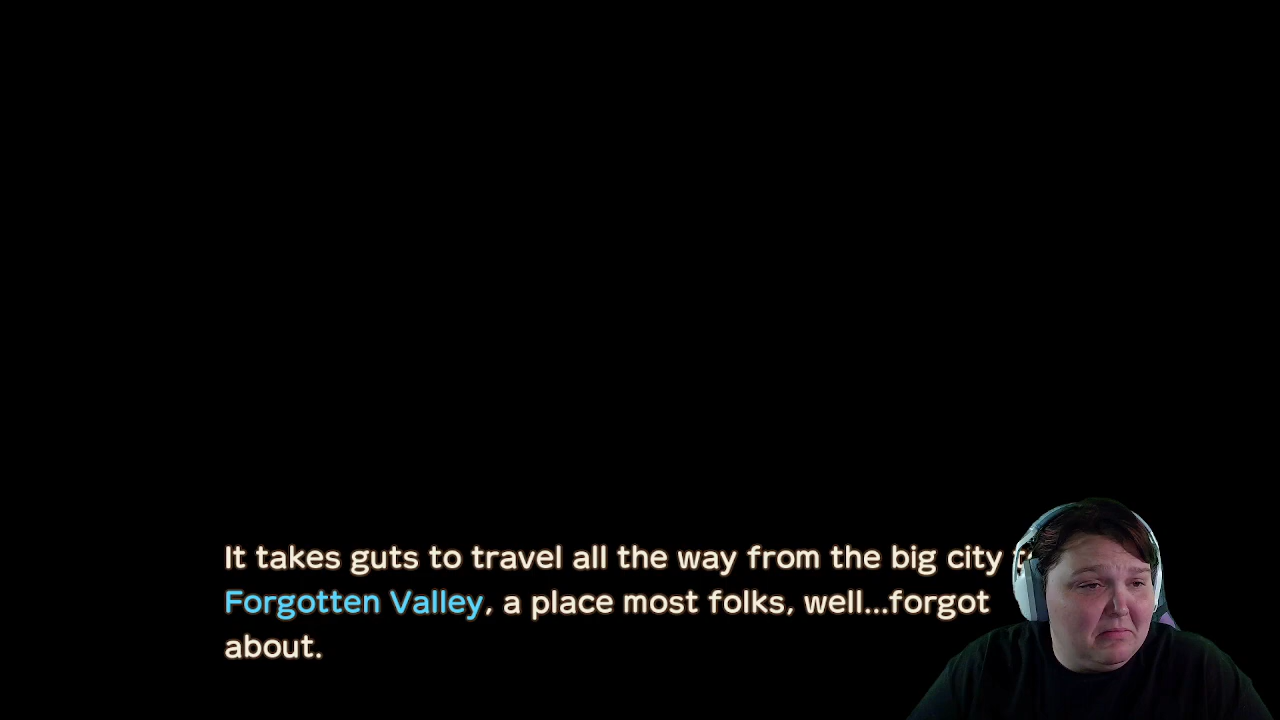 It takes guts to travel all the way from the big city
Forgotten Valley, a place most folks, well...forgot
about.